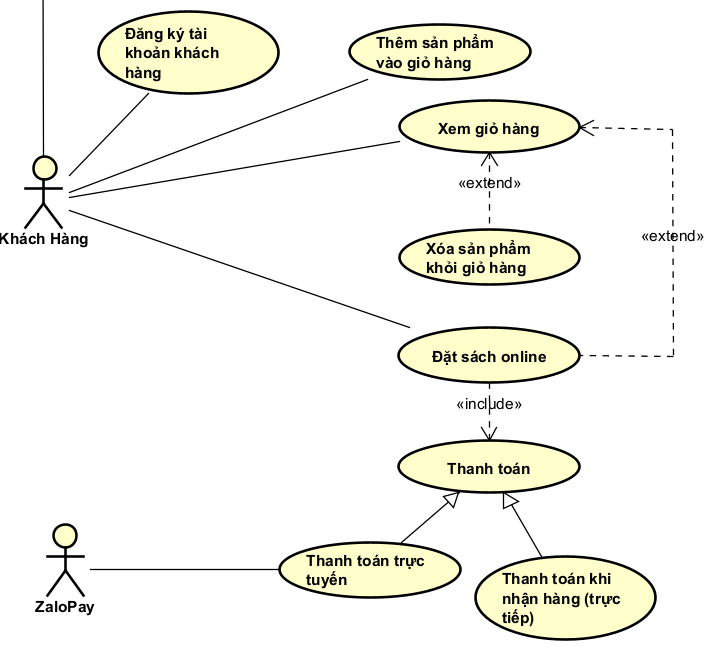 Đăng ký tài
khoản khách
hàng
Thêm sản phẩm
vào giỏ hàng
Xem giỏ hàng
«extend»
Khách Hàng
«extend»
Xóa sản phẩm
khỏi giỏ hàng
Đặt sách online
«include»
Thanh toán
Thanh toán trực
tuyến
ZaloPay
Thanh toán khi
nhận hàng (trực
tiếp)